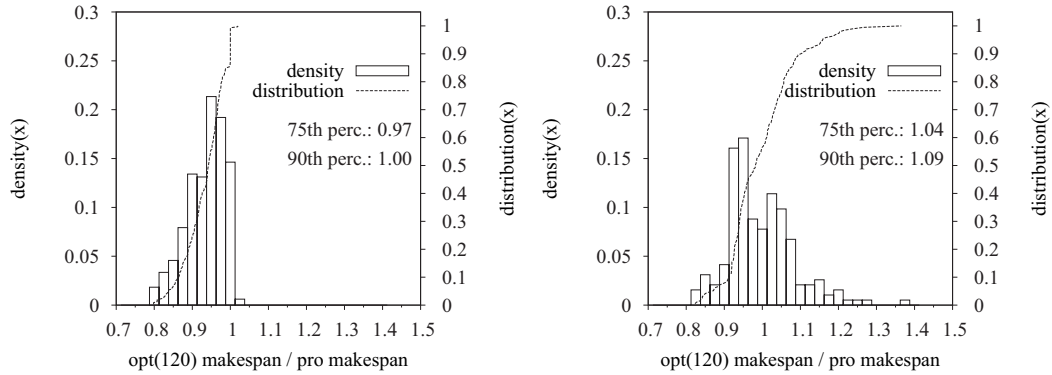 0.3
0.25
0.2
0.15
0.1
0.05
0
density(x)
1
0.9
0.8
0.7
0.6
0.5
0.4
0.3
0.2
0.1
0
distribution(x)
density
distribution
75th perc.: 0.97
90th perc.: 1.00
0.7 0.8 0.9 1 1.1 1.2 1.3 1.4 1.5
opt(120) makespan / pro makespan
0.3
0.25
0.2
0.15
0.1
0.05
0
density(x)
1
0.9
0.8
0.7
0.6
0.5
0.4
0.3
0.2
0.1
0
distribution(x)
density
distribution
75th perc.: 1.04
90th perc.: 1.09
0.7 0.8 0.9 1 1.1 1.2 1.3 1.4 1.5
opt(120) makespan / pro makespan